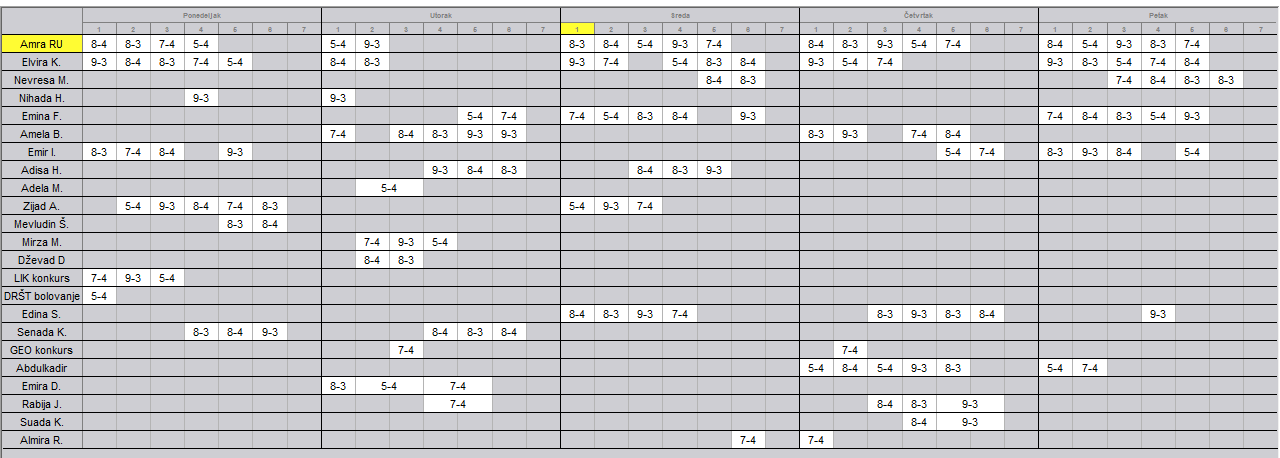 Ponedeljak Utorak Sreda Četvrtak Petak
1 2 3 4 5 6 7 1 2 3 4 5 6 7 1 2 3 4 5 6 7 1 2 3 4 5 6 7 1 2 3 4 5 6 7
Amra RU 8-4 8-3 7-4 5-4 5-4 9-3 8-3 8-4 5-4 9-3 7-4 8-4 8-3 9-3 5-4 7-4 8-4 5-4 9-3 8-3 7-4
Elvira K. 9-3 8-4 8-3 7-4 5-4 8-4 8-3 9-3 7-4 5-4 8-3 8-4 9-3 5-4 7-4 9-3 8-3 5-4 7-4 8-4
Nevresa M. 8-4 8-3 7-4 8-4 8-3 8-3
Nihada H. 9-3 9-3
Emina F. 5-4 7-4 7-4 5-4 8-3 8-4 9-3 7-4 8-4 8-3 5-4 9-3
Amela B. 7-4 8-4 8-3 9-3 9-3 8-3 9-3 7-4 8-4
Emir I. 8-3 7-4 8-4 9-3 5-4 7-4 8-3 9-3 8-4 5-4
Adisa H. 9-3 8-4 8-3 8-4 8-3 9-3
Adela M. 5-4
Zijad A. 5-4 9-3 8-4 7-4 8-3 5-4 9-3 7-4
Mevludin Š. 8-3 8-4
Mirza M. 7-4 9-3 5-4
Dževad D 8-4 8-3
LIK konkurs 7-4 9-3 5-4
DRŠT bolovanje 5-4
Edina S. 8-4 8-3 9-3 7-4 8-3 9-3 8-3 8-4 9-3
Senada K. 8-3 8-4 9-3 8-4 8-3 8-4
GEO konkurs 7-4 7-4
Abdulkadir 5-4 8-4 5-4 9-3 8-3 5-4 7-4
Emira D. 8-3 5-4 7-4
Rabija J. 7-4 8-4 8-3 9-3
Suada K. 8-4 9-3
Almira R. 7-4 7-4